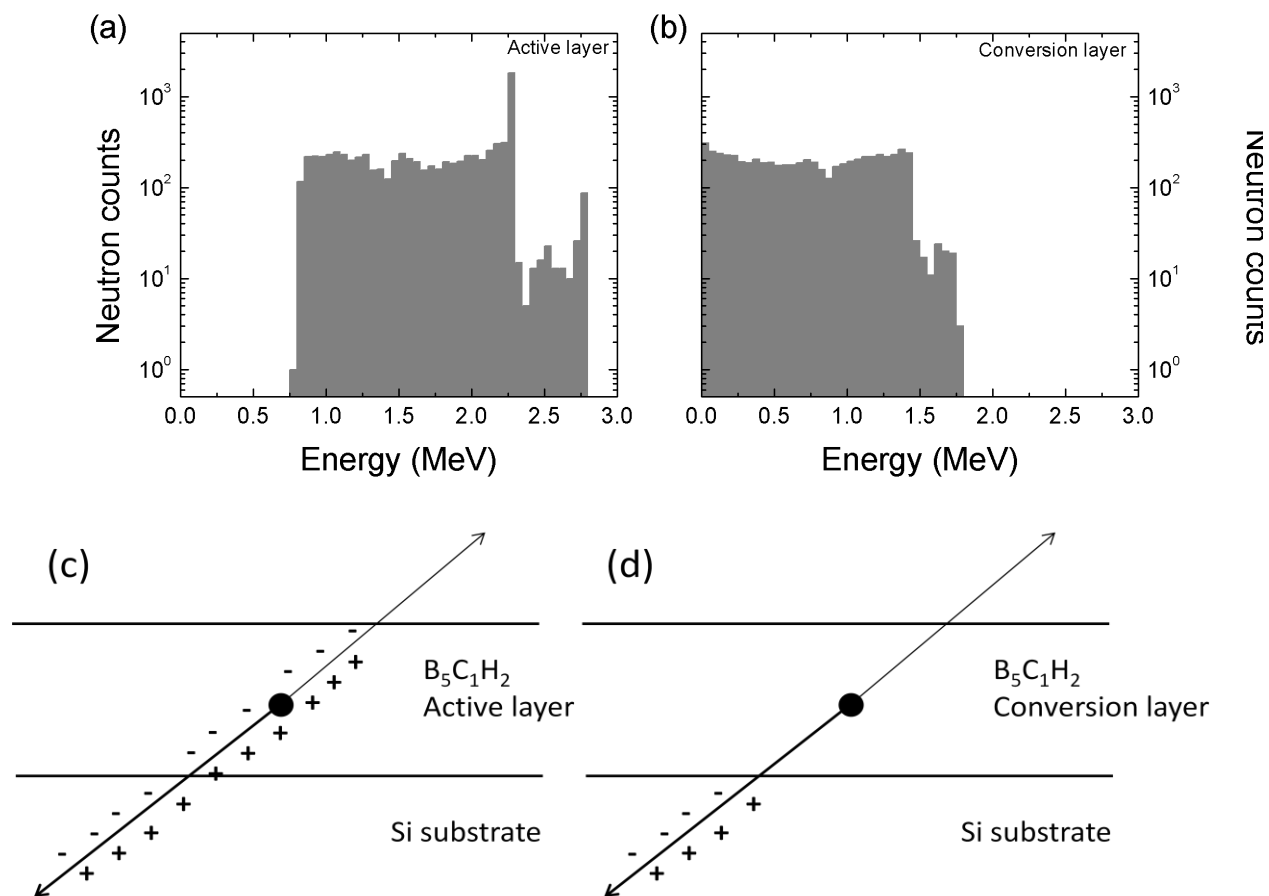 (a)
Active layer
Neutron counts
10³
10²
10¹
10⁰
0.0 0.5 1.0 1.5 2.0 2.5 3.0
Energy (MeV)
(b)
Conversion layer
10³
10²
10¹
10⁰
Neutron counts
0.0 0.5 1.0 1.5 2.0 2.5 3.0
Energy (MeV)
(c)
B₅C₁H₂
Active layer
Si substrate
(d)
B₅C₁H₂
Conversion layer
Si substrate